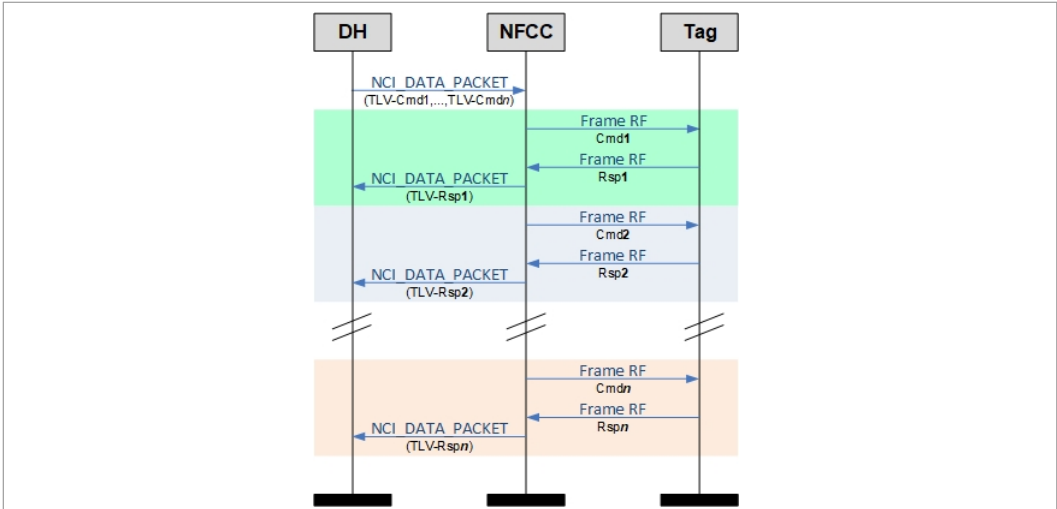 DH NFCC Tag
NCI_DATA_PACKET
(TLV-Cmd1,...,TLV-Cmdn)
Frame RF
Cmd1
Frame RF
Rsp1
NCI_DATA_PACKET
(TLV-Rsp1)
Frame RF
Cmd2
Frame RF
Rsp2
NCI_DATA_PACKET
(TLV-Rsp2)
Frame RF
Cmdn
Frame RF
Rspn
NCI_DATA_PACKET
(TLV-Rspn)